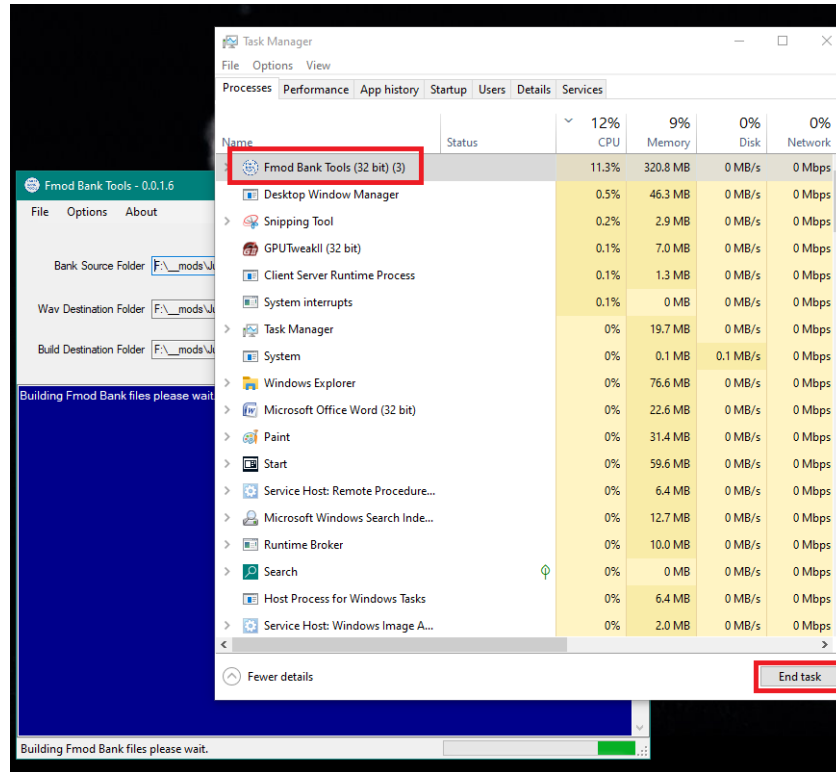 Task Manager
File Options View
Processes Performance App history Startup Users Details Services
12% 9% 0% 0%
Name Status CPU Memory Disk Network
Fmod Bank Tools (32 bit) (3) 11.3% 320.8 MB 0 MB/s 0 Mbps
Desktop Window Manager 0.5% 46.3 MB 0 MB/s 0 Mbps
Snipping Tool 0.2% 2.9 MB 0 MB/s 0 Mbps
GPUTweakII (32 bit) 0.1% 7.0 MB 0 MB/s 0 Mbps
Client Server Runtime Process 0.1% 1.3 MB 0 MB/s 0 Mbps
System interrupts 0.1% 0 MB 0 MB/s 0 Mbps
Task Manager 0% 19.7 MB 0 MB/s 0 Mbps
System 0% 0.1 MB 0.1 MB/s 0 Mbps
Windows Explorer 0% 76.6 MB 0 MB/s 0 Mbps
Microsoft Office Word (32 bit) 0% 22.6 MB 0 MB/s 0 Mbps
Paint 0% 31.4 MB 0 MB/s 0 Mbps
Start 0% 59.6 MB 0 MB/s 0 Mbps
Service Host: Remote Procedure... 0% 6.4 MB 0 MB/s 0 Mbps
Microsoft Windows Search Inde... 0% 12.7 MB 0 MB/s 0 Mbps
Runtime Broker 0% 10.0 MB 0 MB/s 0 Mbps
Search 0% 0 MB 0 MB/s 0 Mbps
Host Process for Windows Tasks 0% 6.4 MB 0 MB/s 0 Mbps
Service Host: Windows Image A... 0% 2.0 MB 0 MB/s 0 Mbps
Fewer details
End task
Fmod Bank Tools - 0.0.1.6
File Options About
Bank Source Folder F:\__mods\Ju
Wav Destination Folder F:\__mods\Ju
Build Destination Folder F:\__mods\Ju
Building Fmod Bank files please wait.
Building Fmod Bank files please wait.